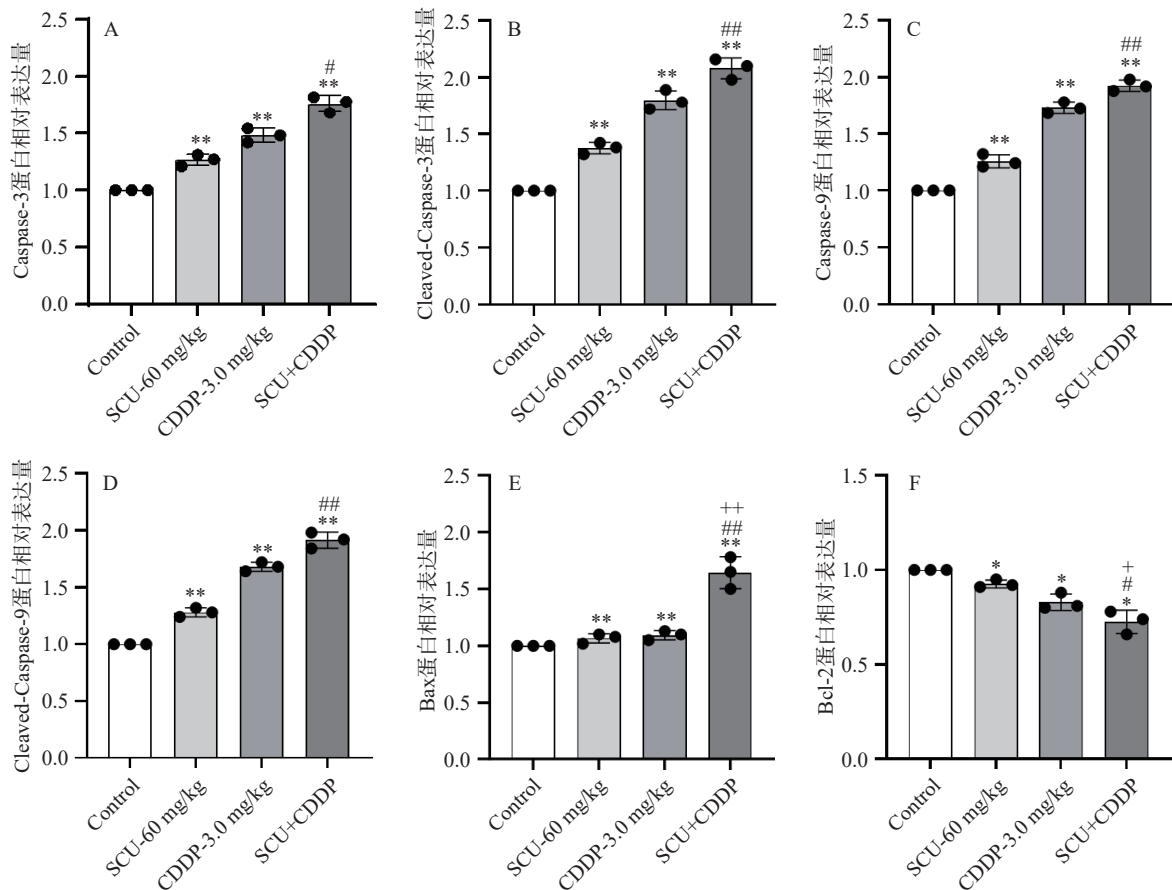 A
Caspase-3蛋白相对表达量
2.5
2.0
1.5
1.0
0.5
0.0
**
**
#
**
Control
SCU-60 mg/kg
CDDP-3.0 mg/kg
SCU+CDDP
B
Cleaved-Caspase-3蛋白相对表达量
2.5
2.0
1.5
1.0
0.5
0.0
**
**
##
**
Control
SCU-60 mg/kg
CDDP-3.0 mg/kg
SCU+CDDP
C
Caspase-9蛋白相对表达量
2.5
2.0
1.5
1.0
0.5
0.0
**
**
##
**
Control
SCU-60 mg/kg
CDDP-3.0 mg/kg
SCU+CDDP
D
Cleaved-Caspase-9蛋白相对表达量
2.5
2.0
1.5
1.0
0.5
0.0
**
**
##
**
Control
SCU-60 mg/kg
CDDP-3.0 mg/kg
SCU+CDDP
E
Bax蛋白相对表达量
2.5
2.0
1.5
1.0
0.5
0.0
**
**
++
##
**
Control
SCU-60 mg/kg
CDDP-3.0 mg/kg
SCU+CDDP
F
Bcl-2蛋白相对表达量
1.5
1.0
0.5
0.0
*
*
+
#
*
Control
SCU-60 mg/kg
CDDP-3.0 mg/kg
SCU+CDDP